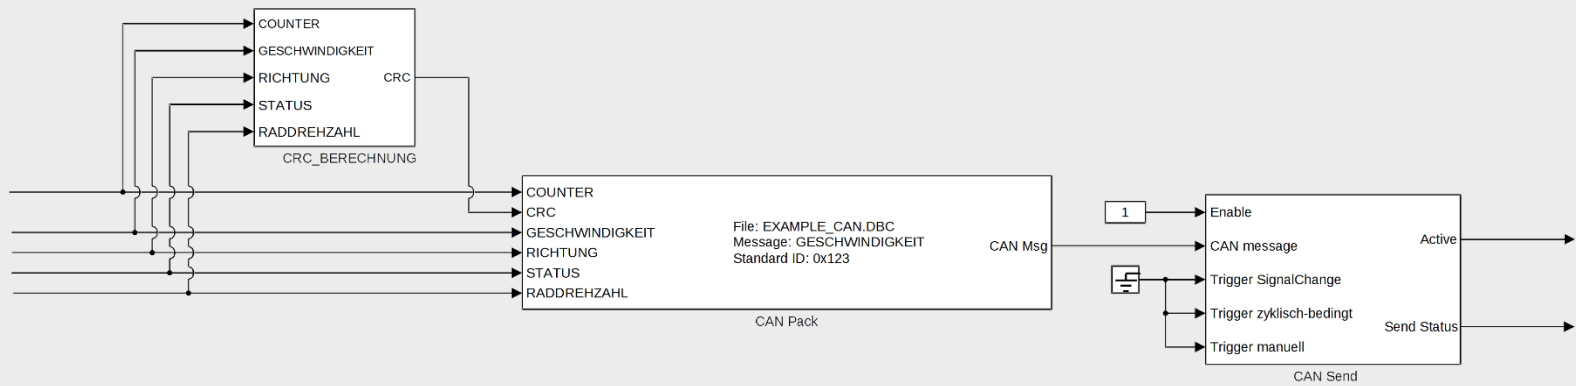 COUNTER
GESCHWINDIGKEIT
RICHTUNG
CRC
STATUS
RADDREHZAHL
CRC_BERECHNUNG
COUNTER
CRC
GESCHWINDIGKEIT
RICHTUNG
STATUS
RADDREHZAHL
File: EXAMPLE_CAN.DBC
Message: GESCHWINDIGKEIT
Standard ID: 0x123
CAN Msg
CAN Pack
1
Enable
CAN message
Trigger SignalChange
Trigger zyklisch-bedingt
Trigger manuell
Active
Send Status
CAN Send